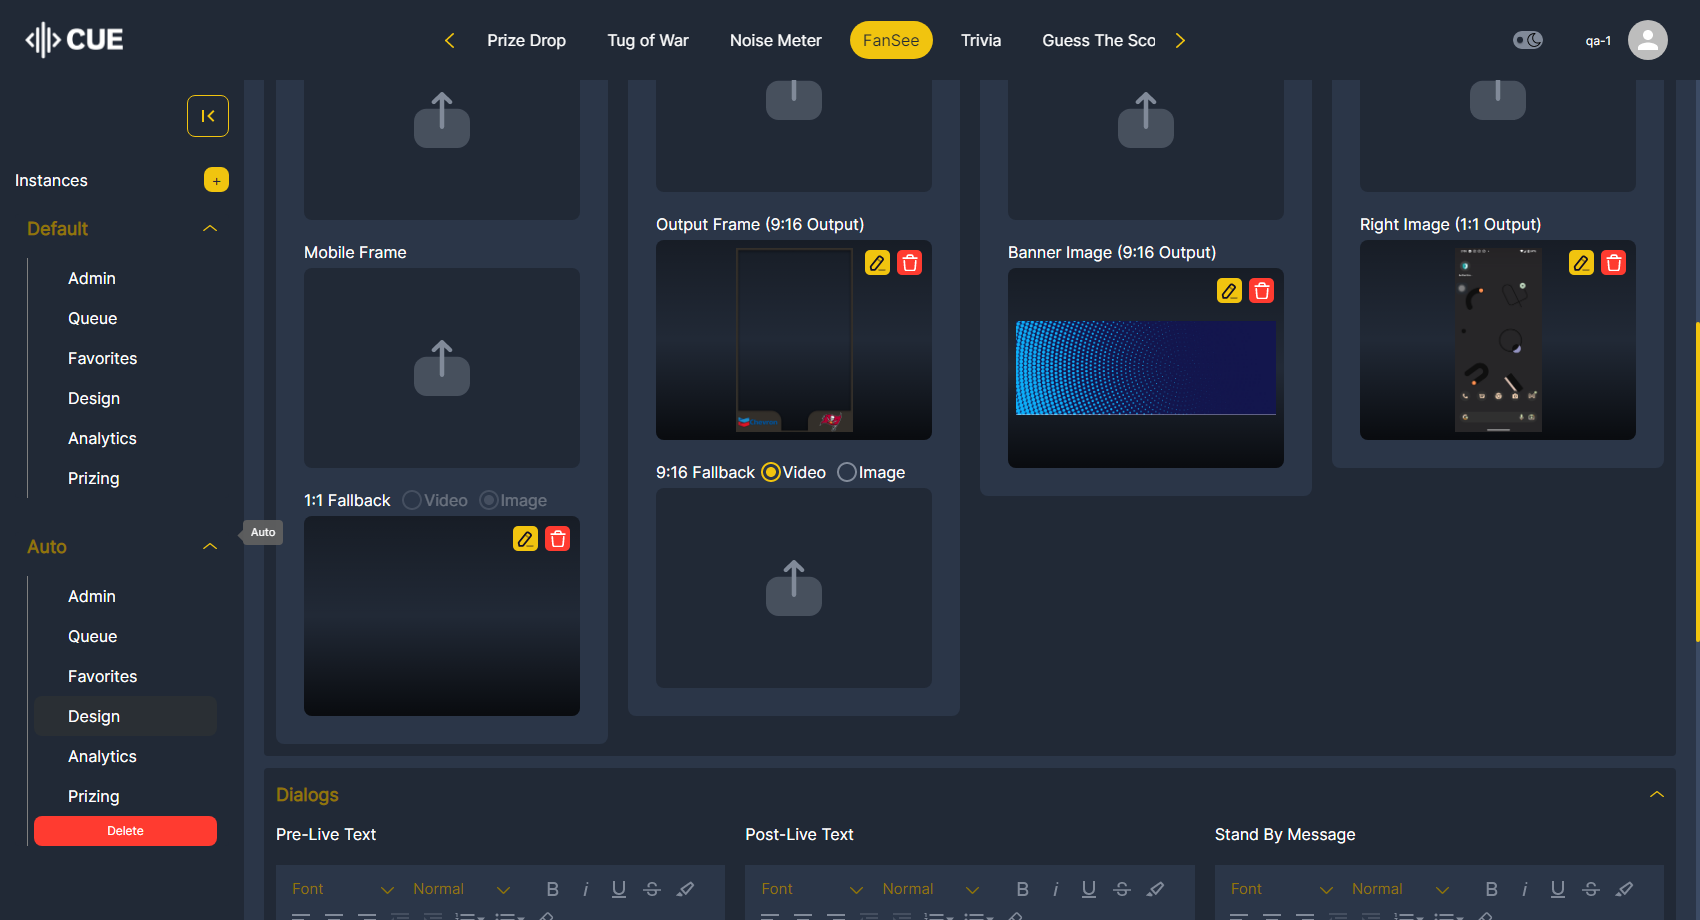 CUE
Prize Drop
Tug of War
Noise Meter
FanSee
Trivia
Guess The Sco
qa-1
Instances
+
Default
Admin
Queue
Favorites
Design
Analytics
Prizing
Auto
Auto
Admin
Queue
Favorites
Design
Analytics
Prizing
Delete
Mobile Frame
1:1 Fallback Video Image
Output Frame (9:16 Output)
9:16 Fallback Video Image
Banner Image (9:16 Output)
Right Image (1:1 Output)
Dialogs
Pre-Live Text
Font Normal B i U S
Post-Live Text
Font Normal B i U S
Stand By Message
Font Normal B i U S